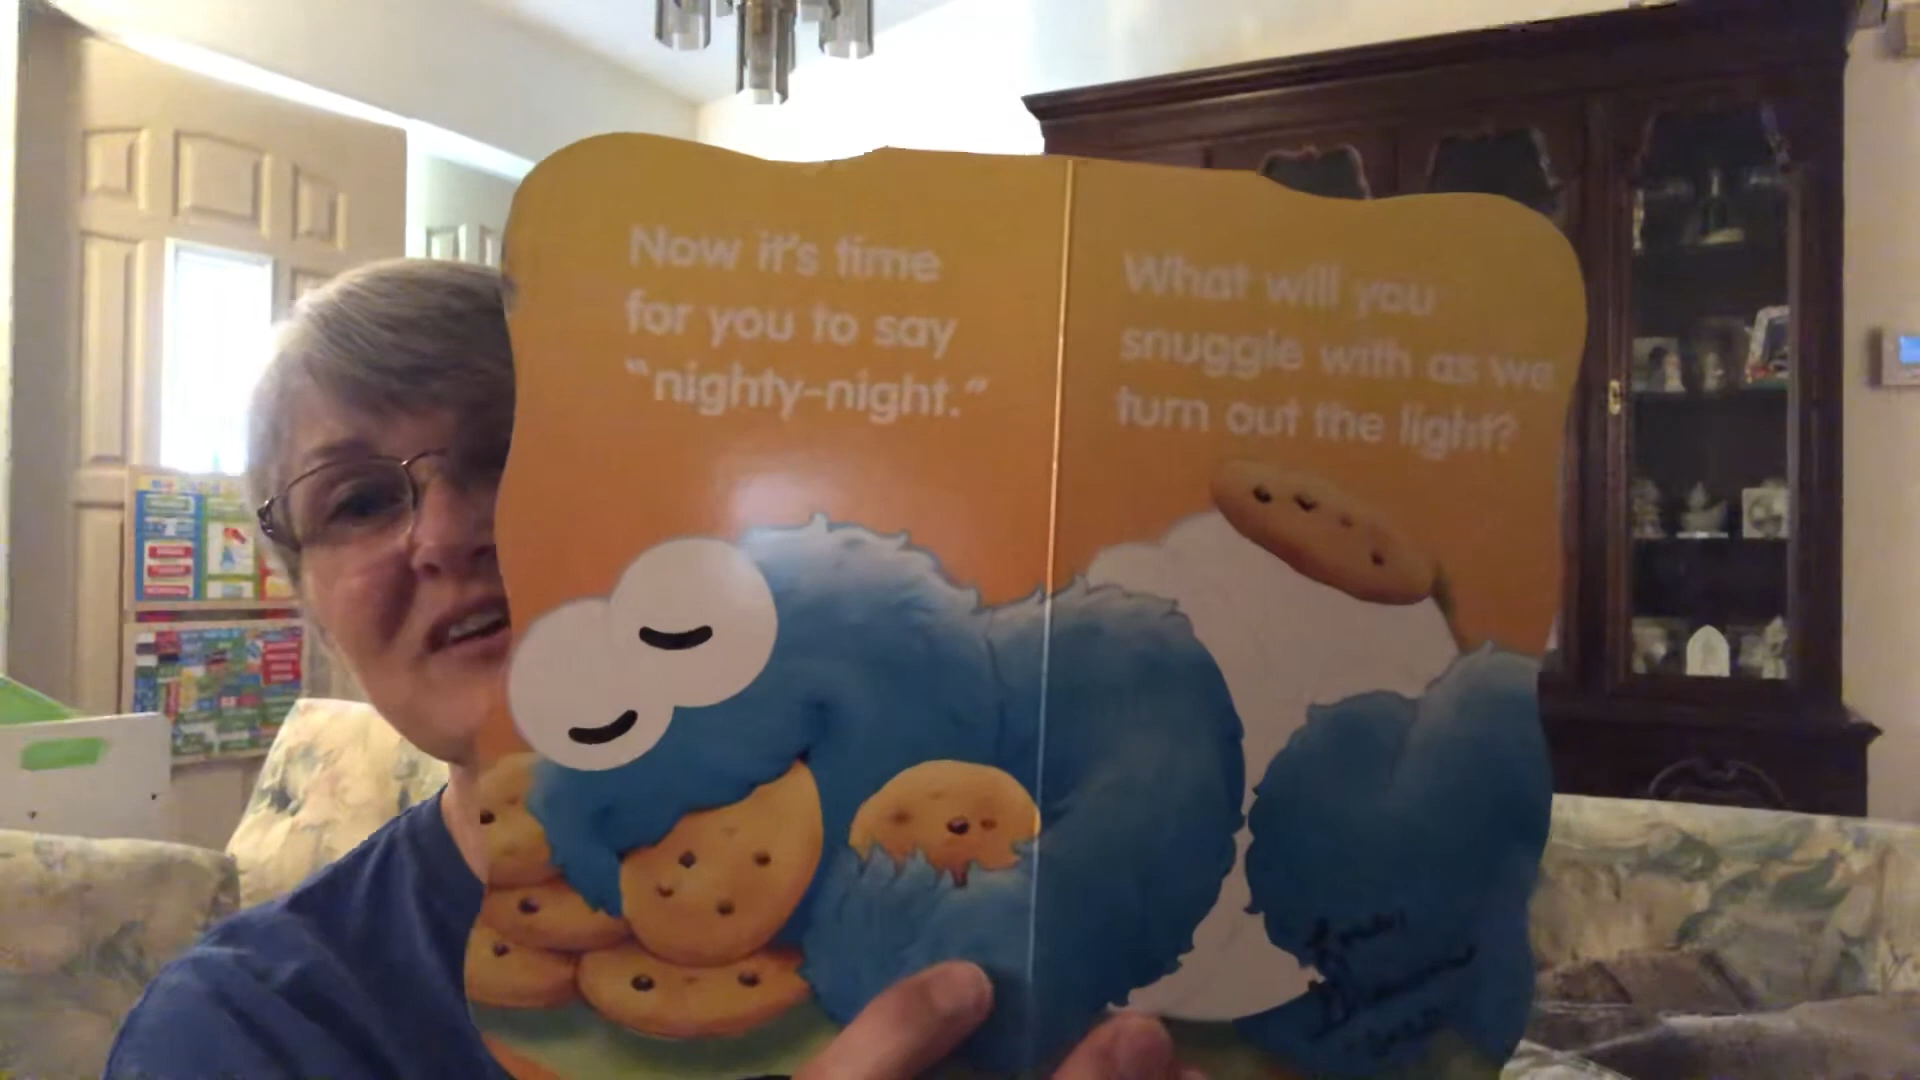 Now it's time
for you to say
"nighty-night."
What will you
snuggle with as we
turn out the light?